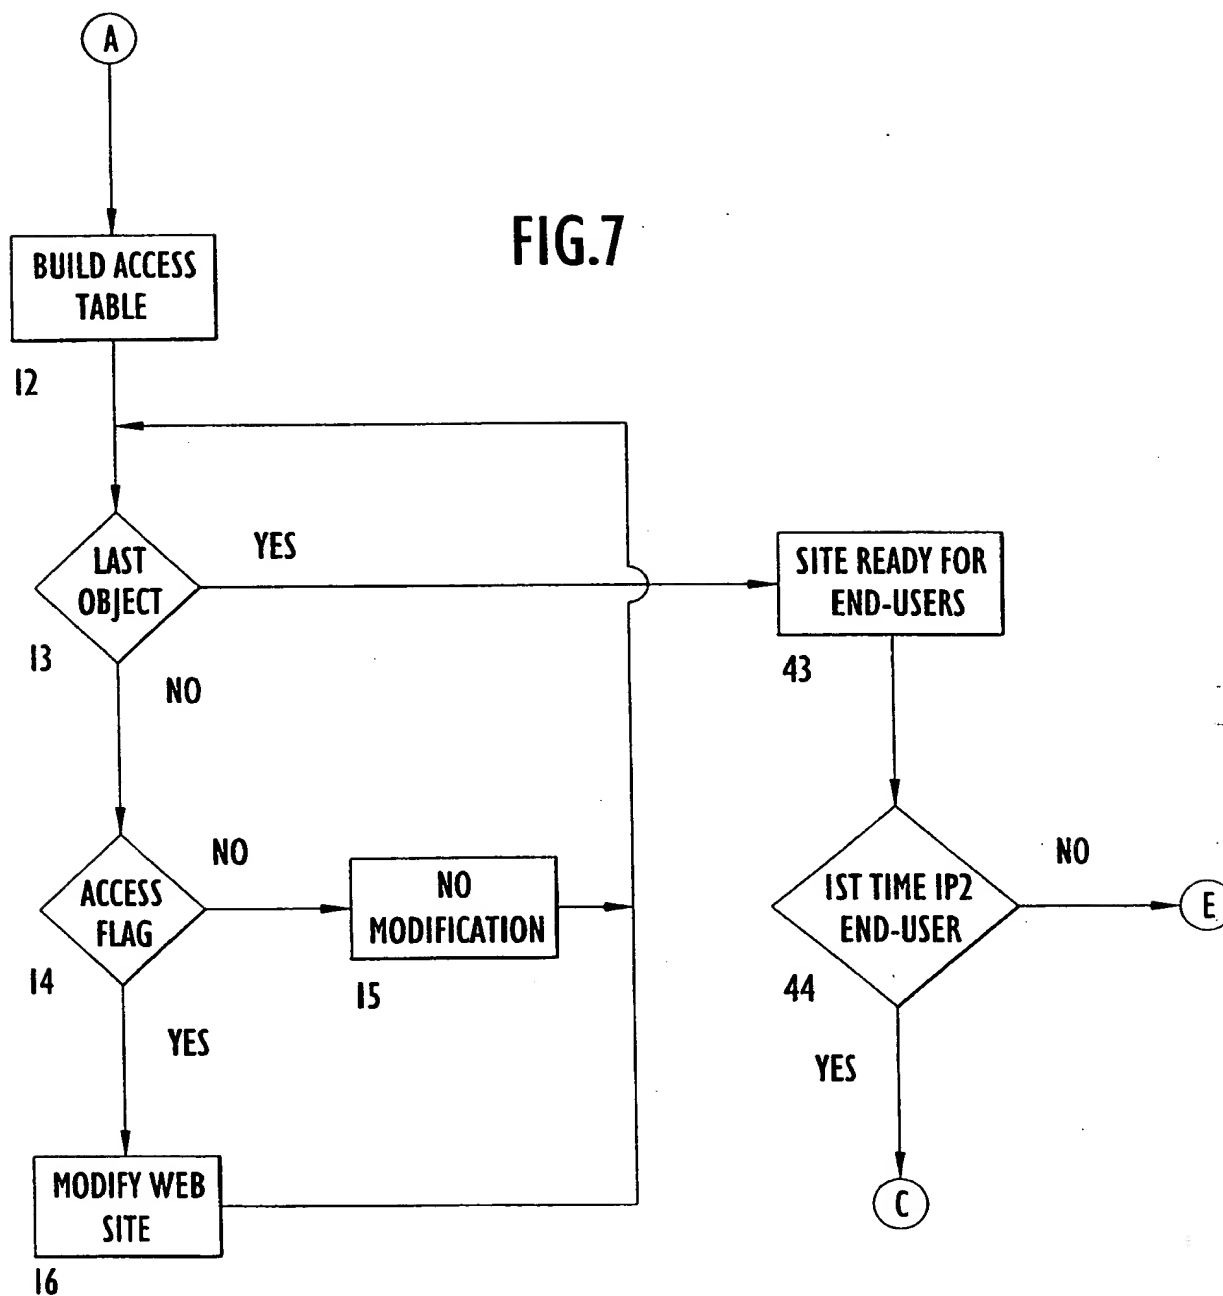 A
FIG.7
BUILD ACCESS
TABLE
12
LAST
OBJECT
YES
13
NO
SITE READY FOR
END-USERS
43
ACCESS
FLAG
NO
14
YES
NO
MODIFICATION
15
1ST TIME IP2
END-USER
NO
E
44
YES
C
MODIFY WEB
SITE
16